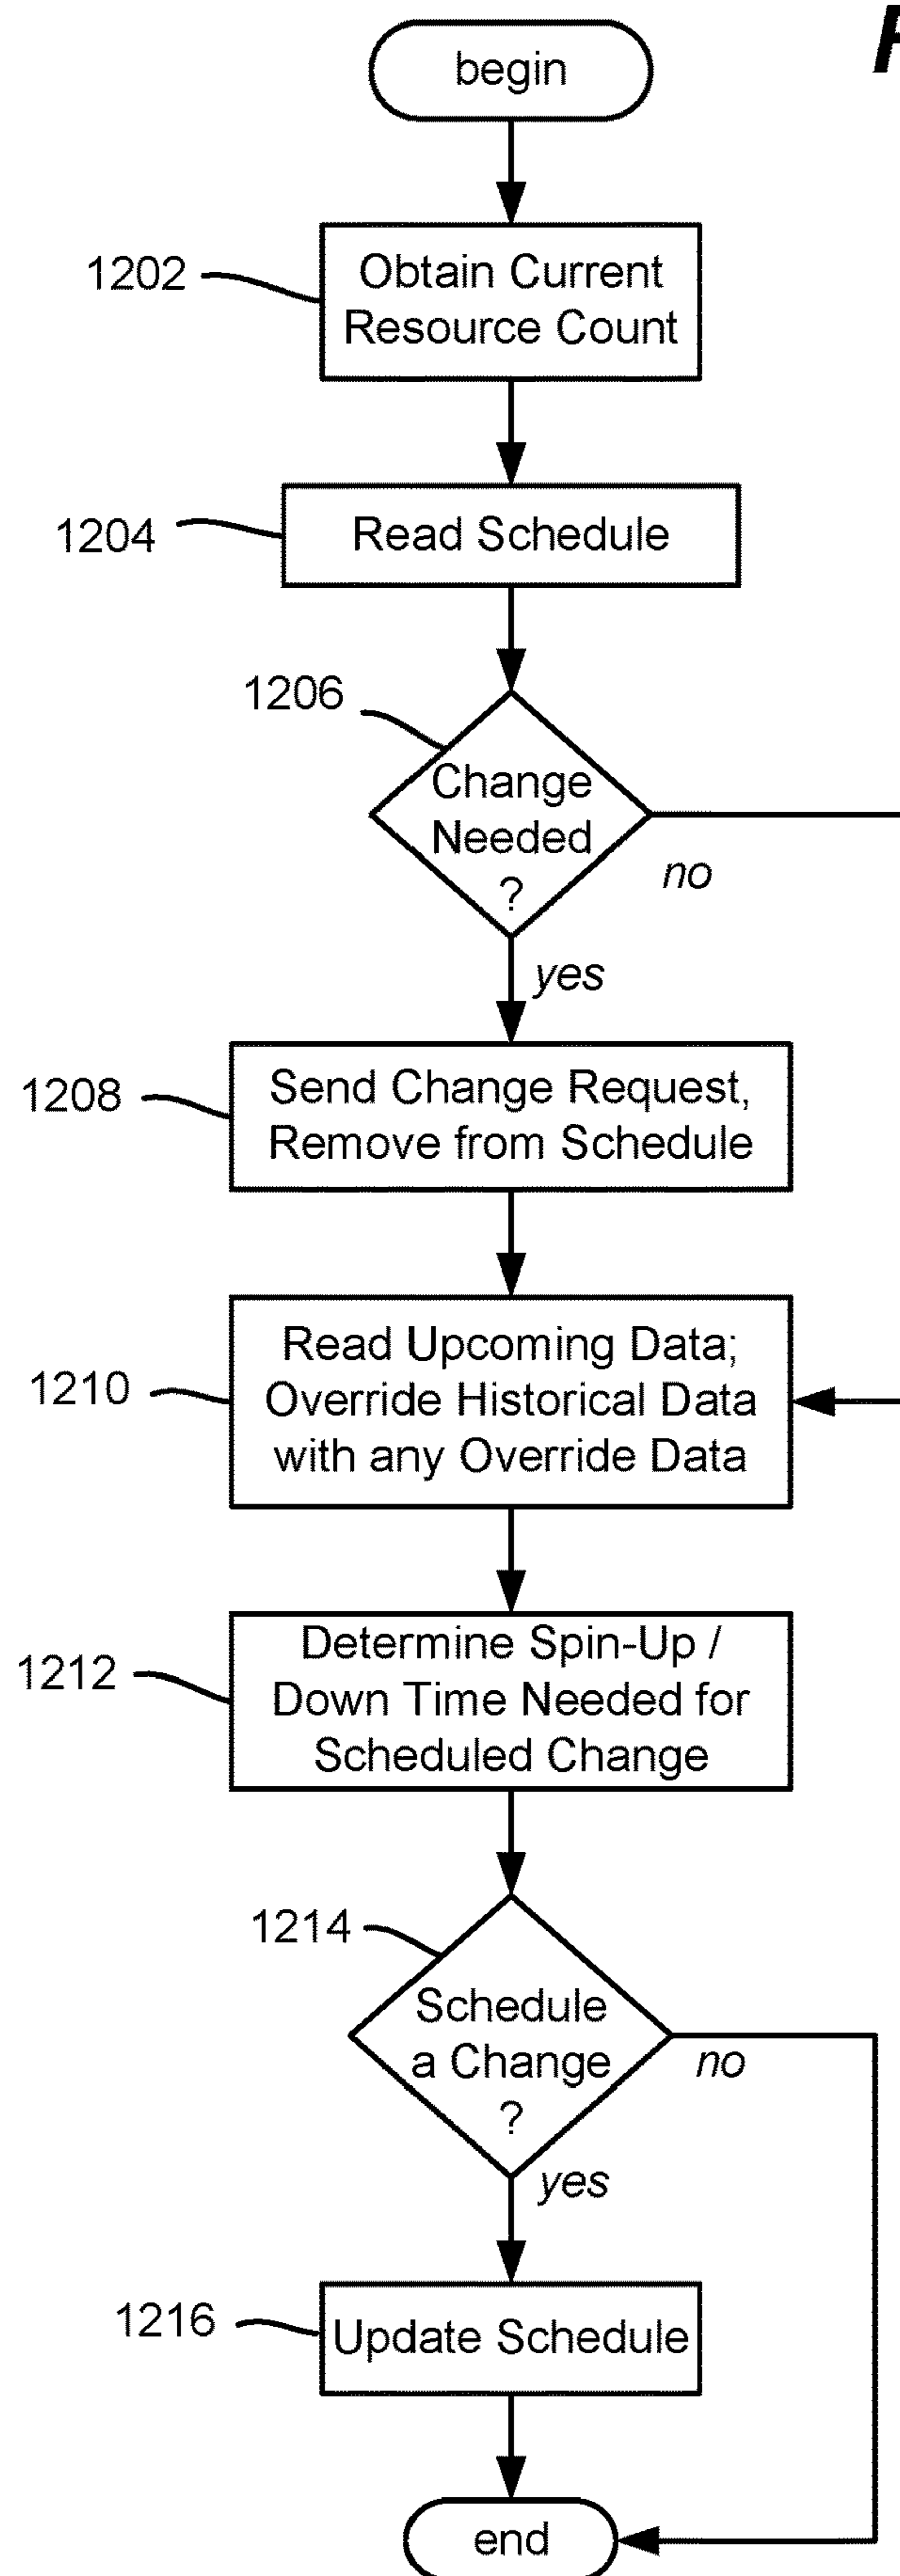 begin
1202
Obtain Current
Resource Count
1204
Read Schedule
1206
Change
Needed
?
no
yes
1208
Send Change Request,
Remove from Schedule
1210
Read Upcoming Data;
Override Historical Data
with any Override Data
1212
Determine Spin-Up /
Down Time Needed for
Scheduled Change
1214
Schedule
a Change
?
no
yes
1216
Update Schedule
end